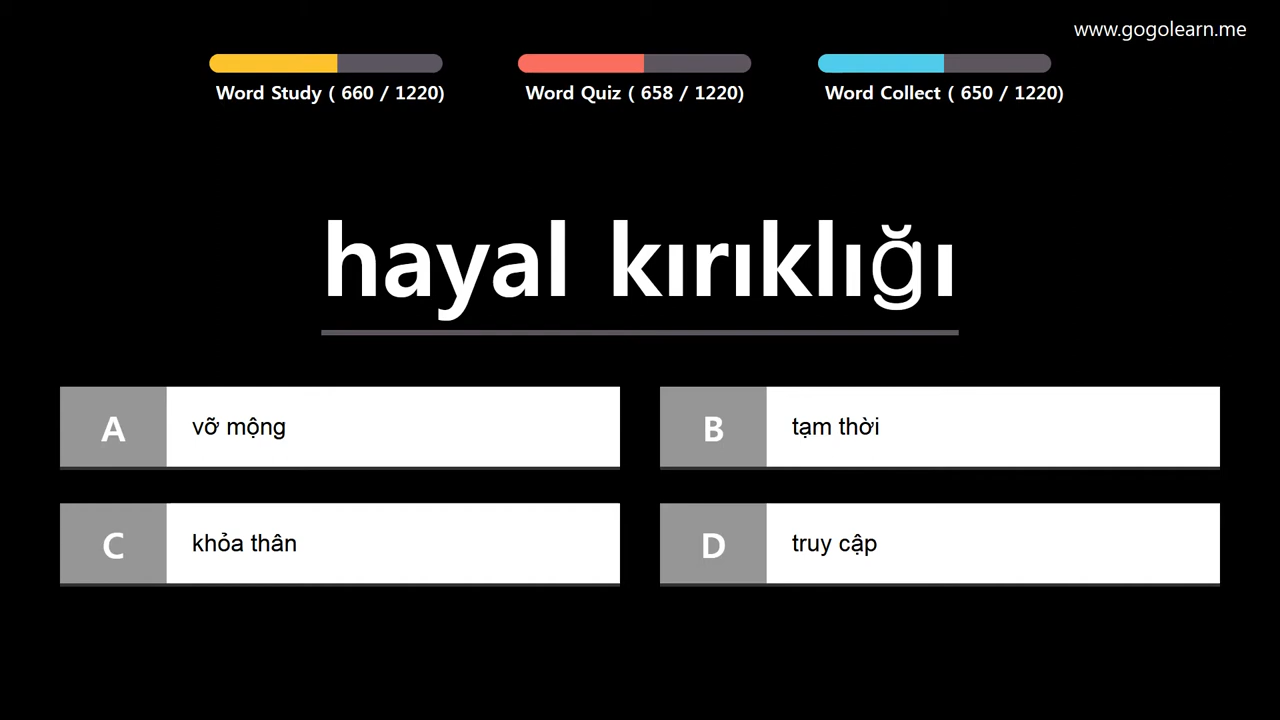 www.gogolearn.me
Word Study ( 660 / 1220)
Word Quiz ( 658 / 1220)
Word Collect ( 650 / 1220)
hayal kırıklığı
A
vỡ mộng
B
tạm thời
C
khỏa thân
D
truy cập